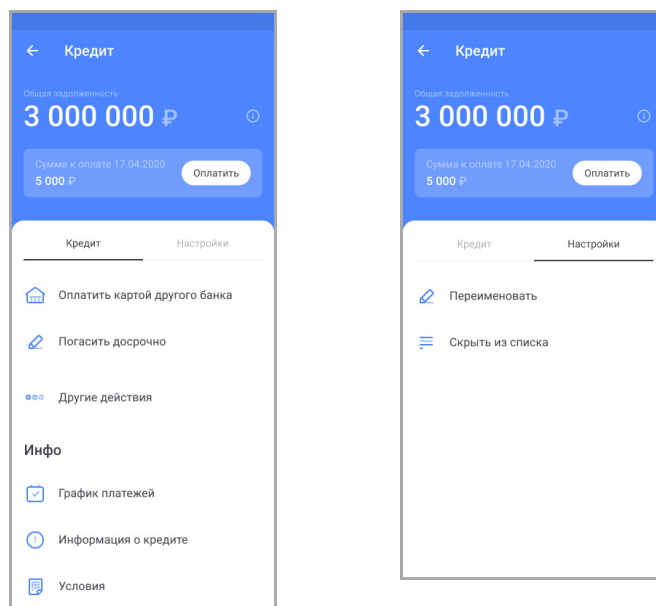 Кредит
Общая задолженность
3 000 000 ₽
Сумма к оплате 17.04.2020
5 000 ₽
Оплатить
Кредит
Настройки
Оплатить картой другого банка
Погасить досрочно
Другие действия
Инфо
График платежей
Информация о кредите
Условия
Кредит
Общая задолженность
3 000 000 ₽
Сумма к оплате 17.04.2020
5 000 ₽
Оплатить
Кредит
Настройки
Переименовать
Скрыть из списка